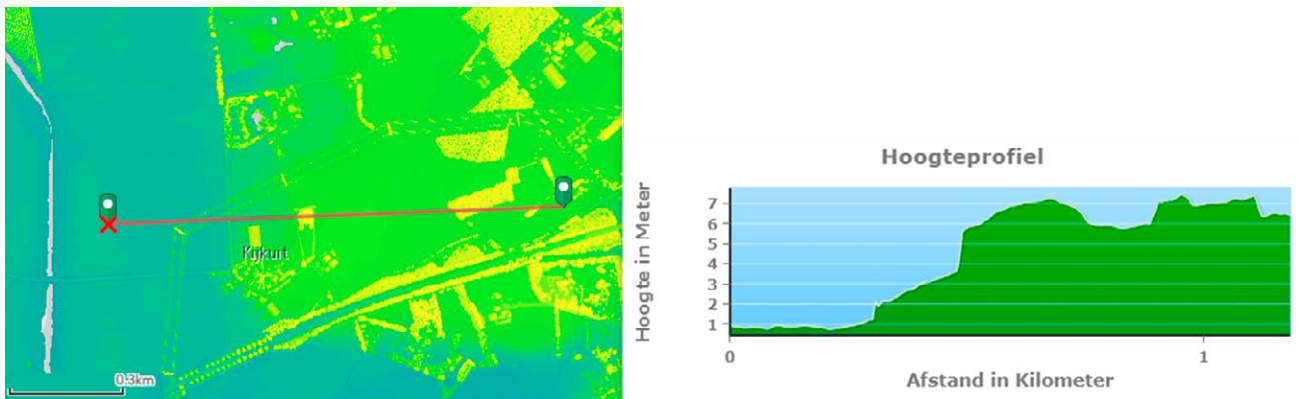 Kijkuit
0.3km
Hoogteprofiel
Hoogte in Meter
7
6
5
4
3
2
1
0 1
Afstand in Kilometer